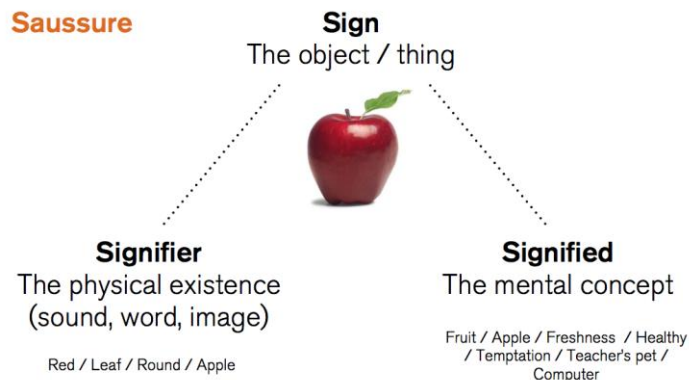 Saussure
Sign
The object / thing
Signifier
The physical existence
(sound, word, image)
Red / Leaf / Round / Apple
Signified
The mental concept
Fruit / Apple / Freshness / Healthy
/ Temptation / Teacher's pet /
Computer